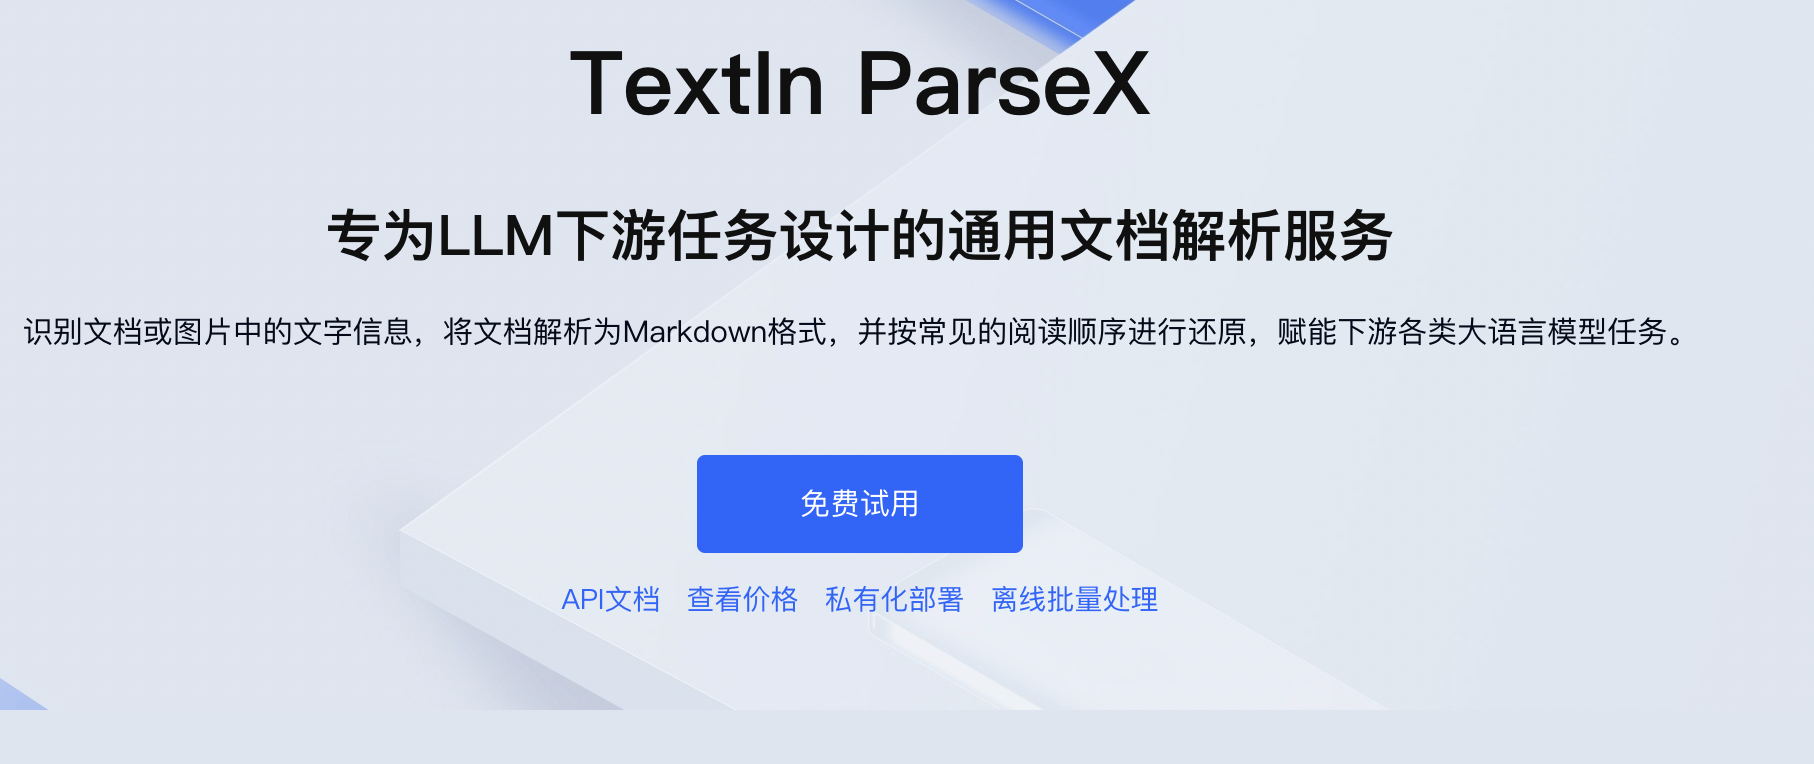 TextIn ParseX
专为LLM下游任务设计的通用文档解析服务
识别文档或图片中的文字信息，将文档解析为Markdown格式，并按常见的阅读顺序进行还原，赋能下游各类大语言模型任务。
免费试用
API文档 查看价格 私有化部署 离线批量处理